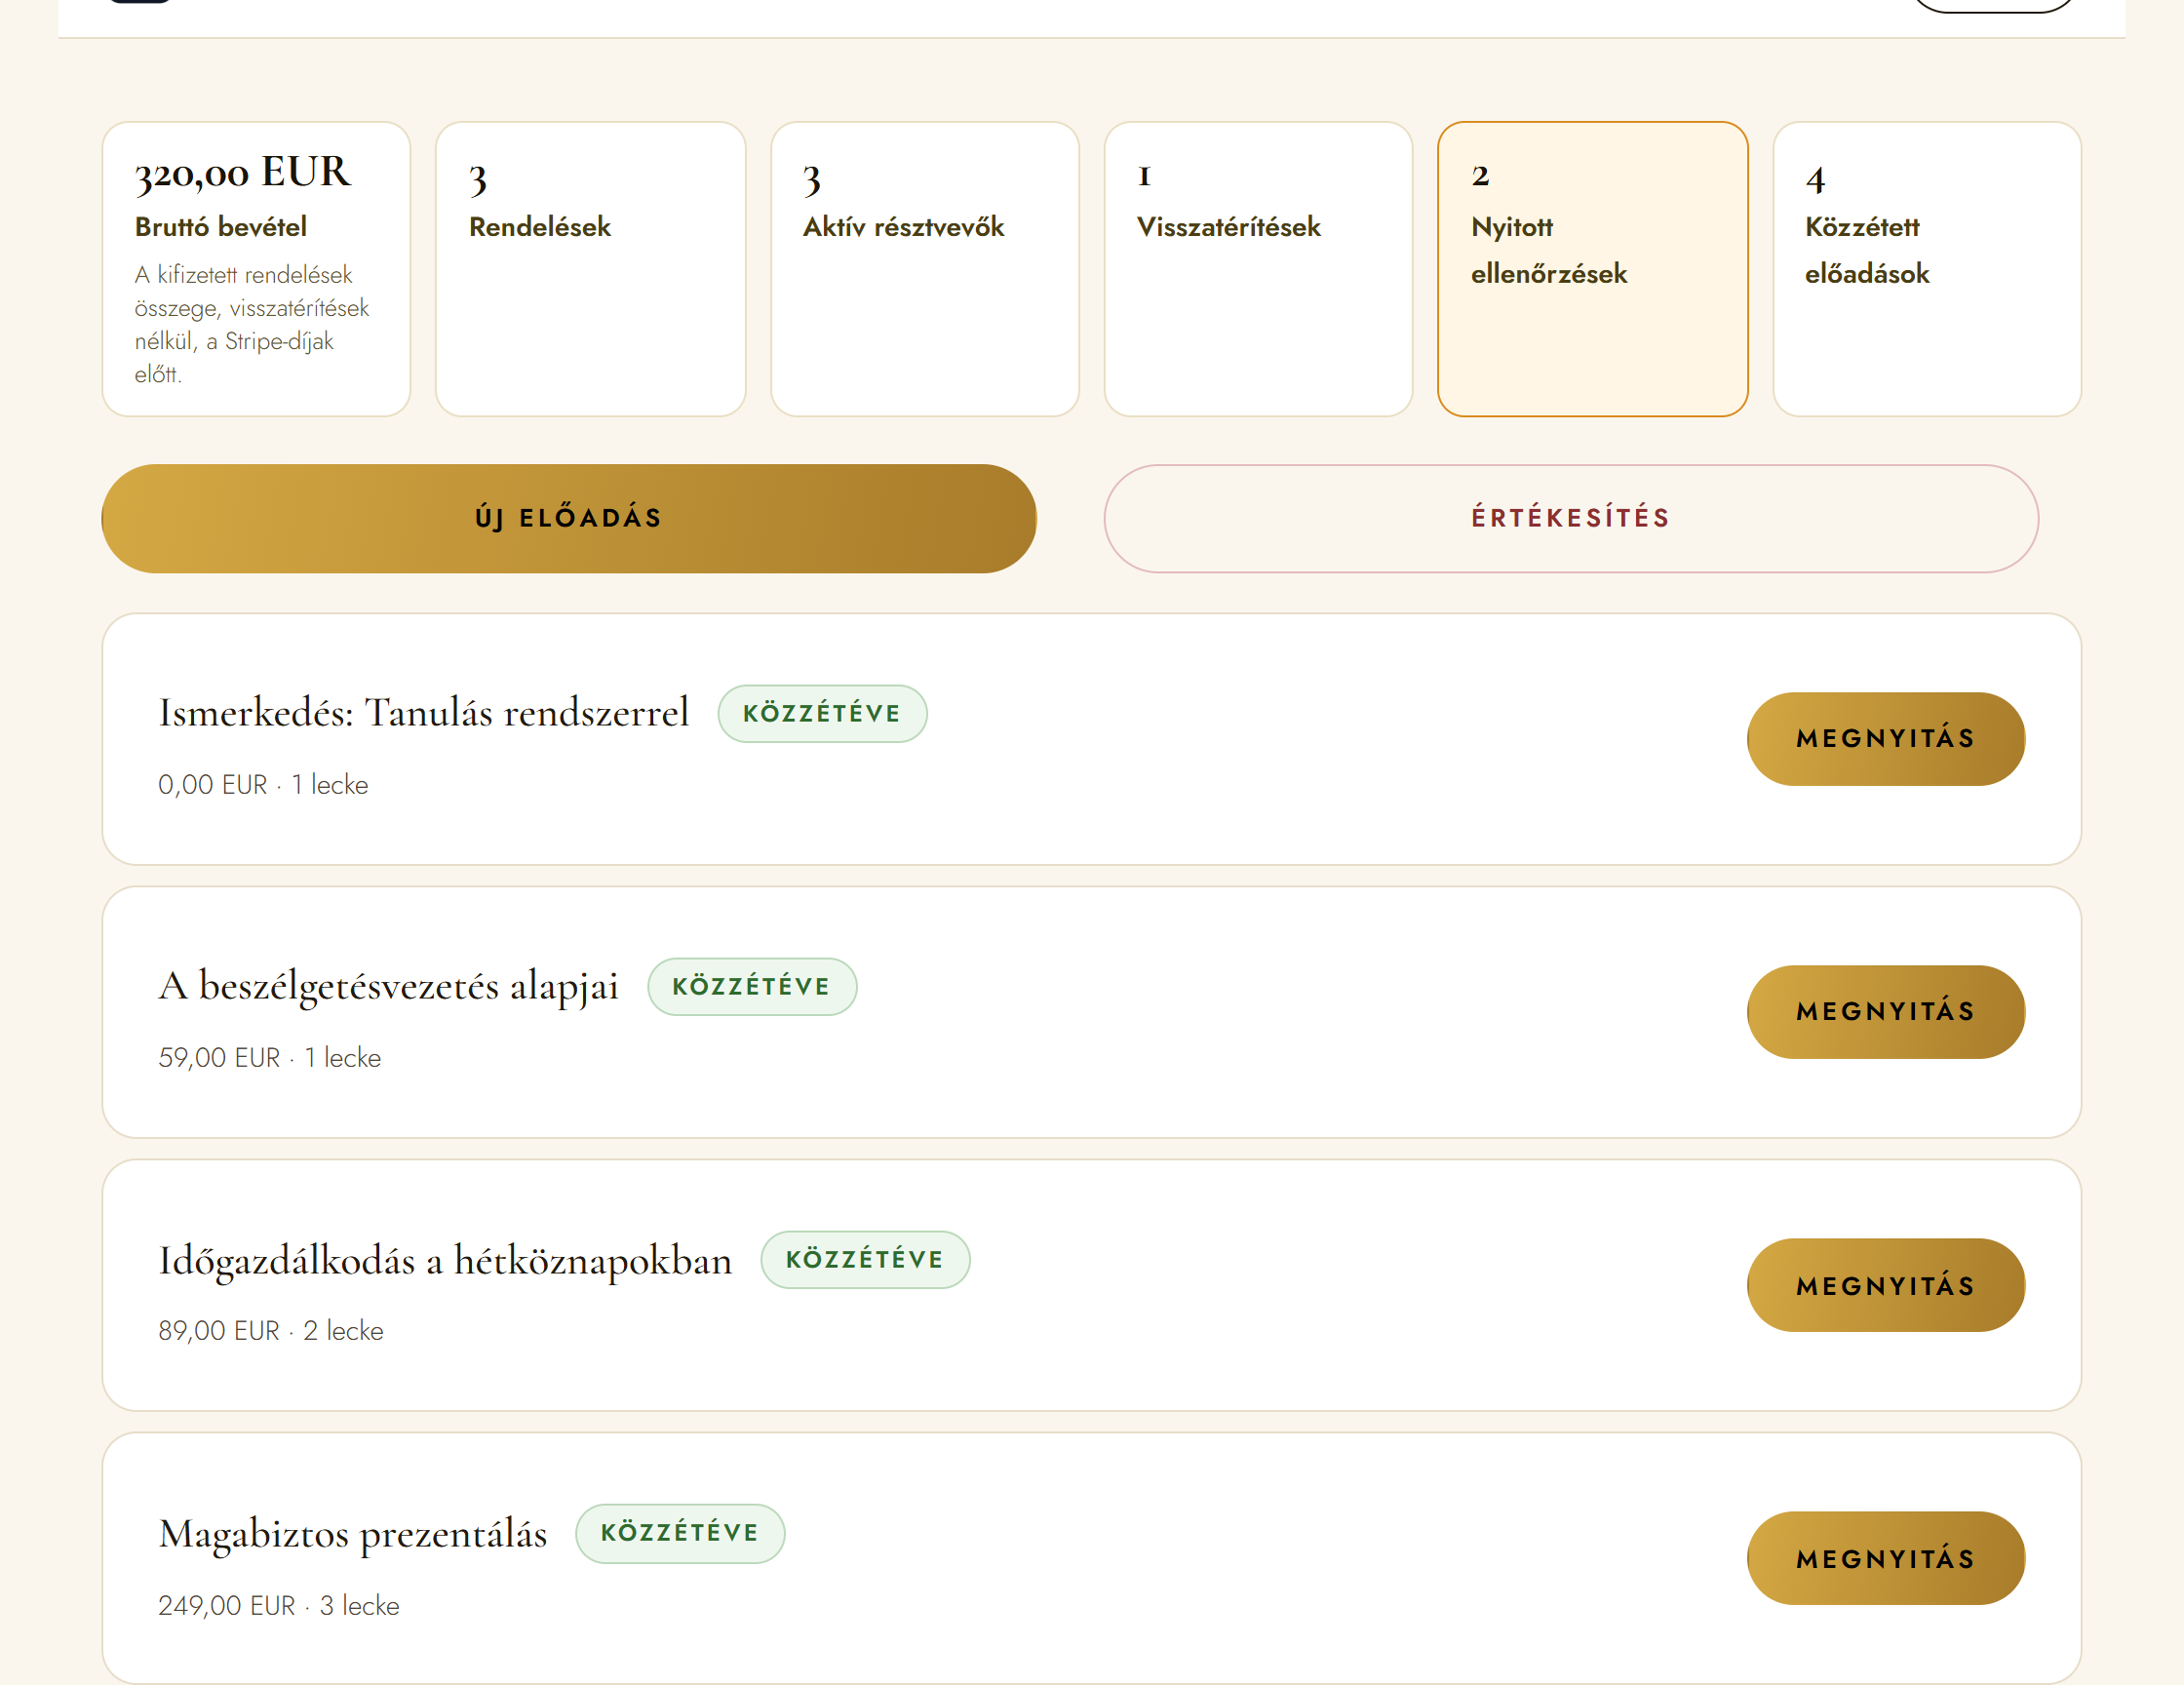 320,00 EUR
Bruttó bevétel
A kifizetett rendelések
összege, visszatérítések
nélkül, a Stripe-díjak
előtt.
3
Rendelések
3
Aktív résztvevők
1
Visszatérítések
2
Nyitott
ellenőrzések
4
Közzétett
előadások
ÚJ ELŐADÁS
ÉRTÉKESÍTÉS
Ismerkedés: Tanulás rendszerrel
KÖZZÉTÉVE
0,00 EUR · 1 lecke
MEGNYITÁS
A beszélgetésvezetés alapjai
KÖZZÉTÉVE
59,00 EUR · 1 lecke
MEGNYITÁS
Időgazdálkodás a hétköznapokban
KÖZZÉTÉVE
89,00 EUR · 2 lecke
MEGNYITÁS
Magabiztos prezentálás
KÖZZÉTÉVE
249,00 EUR · 3 lecke
MEGNYITÁS